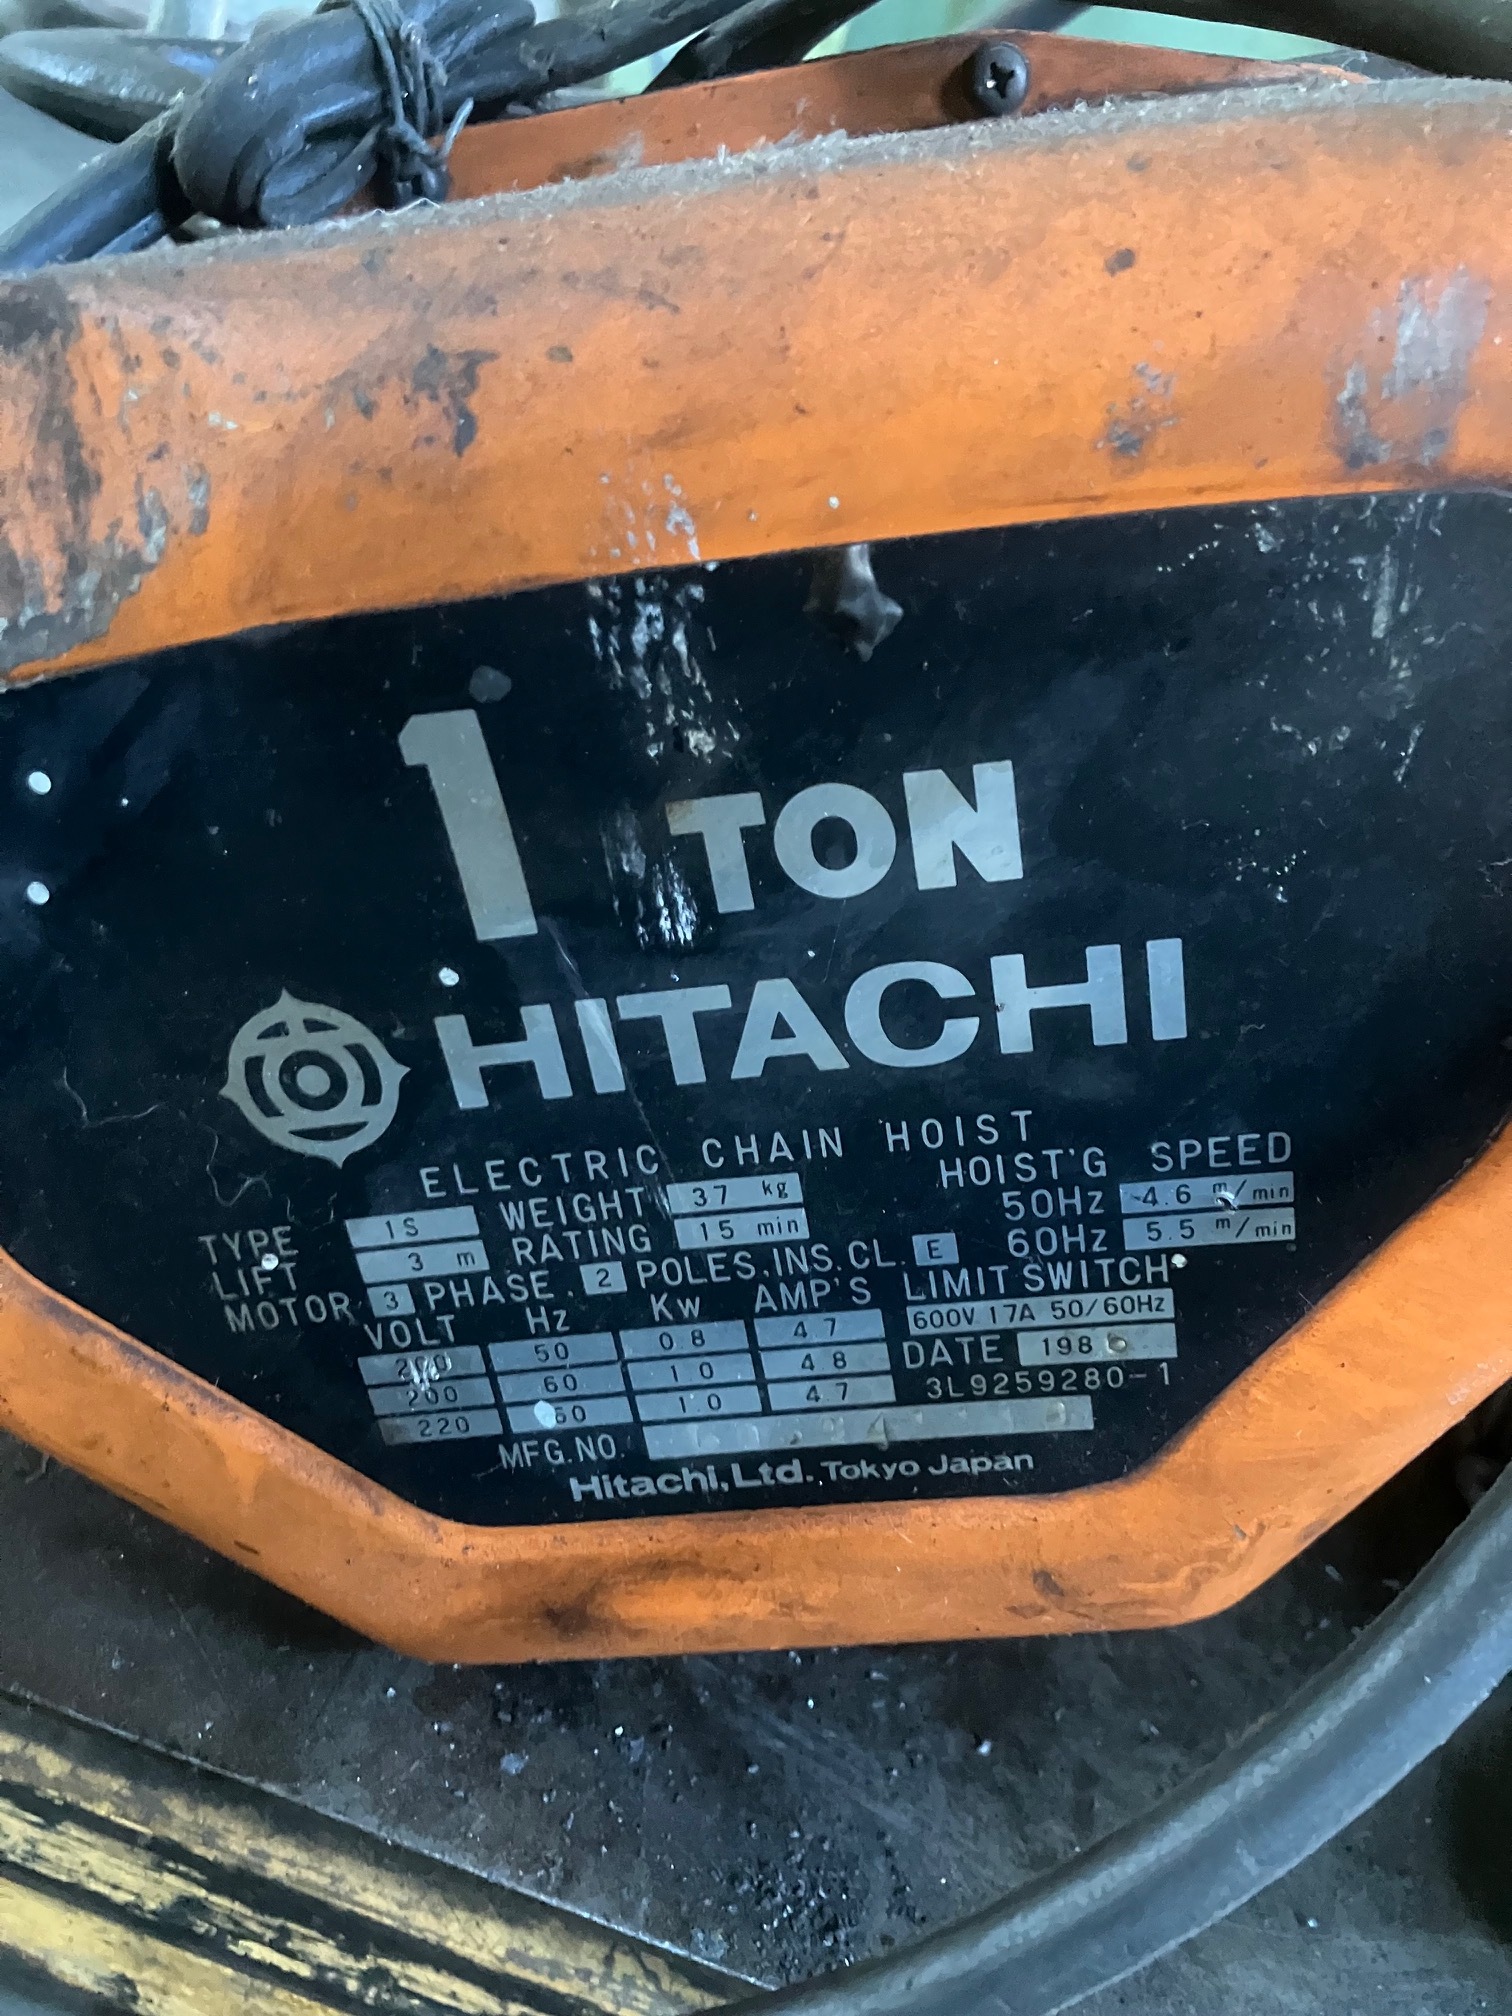 1 TON
HITACHI
ELECTRIC CHAIN HOIST
TYPE 1S WEIGHT 37 kg HOIST'G SPEED
LIFT 3 m RATING 15 min 50Hz 4.6 m/min
MOTOR 3 PHASE. 2 POLES. INS. CL. E 60Hz 5.5 m/min
VOLT Hz Kw AMP'S LIMIT SWITCH
200 50 0.8 4.7 600V 17A 50/60Hz
200 60 1.0 4.8 DATE 198
220 60 1.0 4.7 3L9259280-1
MFG.NO.
Hitachi, Ltd. Tokyo Japan